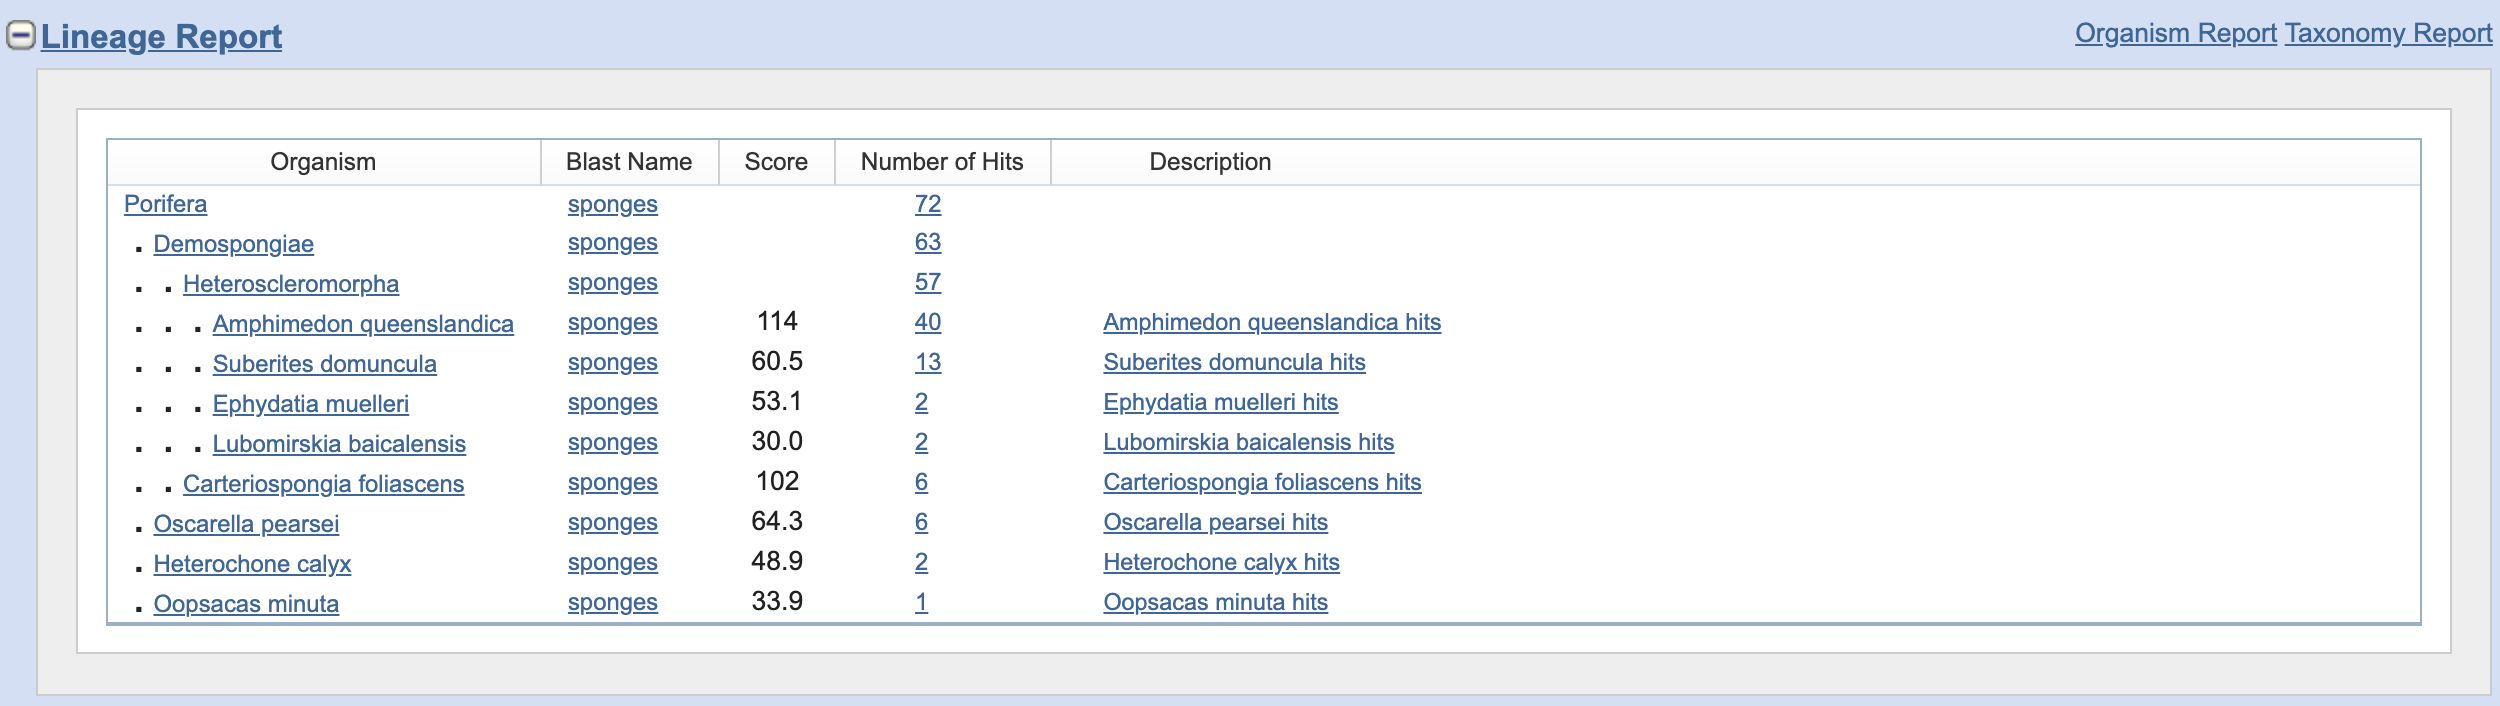 Lineage Report Organism Report Taxonomy Report
Organism Blast Name Score Number of Hits Description
Porifera sponges 72
. Demospongiae sponges 63
. . Heteroscleromorpha sponges 57
. . . Amphimedon queenslandica sponges 114 40 Amphimedon queenslandica hits
. . . Suberites domuncula sponges 60.5 13 Suberites domuncula hits
. . . Ephydatia muelleri sponges 53.1 2 Ephydatia muelleri hits
. . . Lubomirskia baicalensis sponges 30.0 2 Lubomirskia baicalensis hits
. . Carteriospongia foliascens sponges 102 6 Carteriospongia foliascens hits
. Oscarella pearsei sponges 64.3 6 Oscarella pearsei hits
. Heterochone calyx sponges 48.9 2 Heterochone calyx hits
. Oopsacas minuta sponges 33.9 1 Oopsacas minuta hits